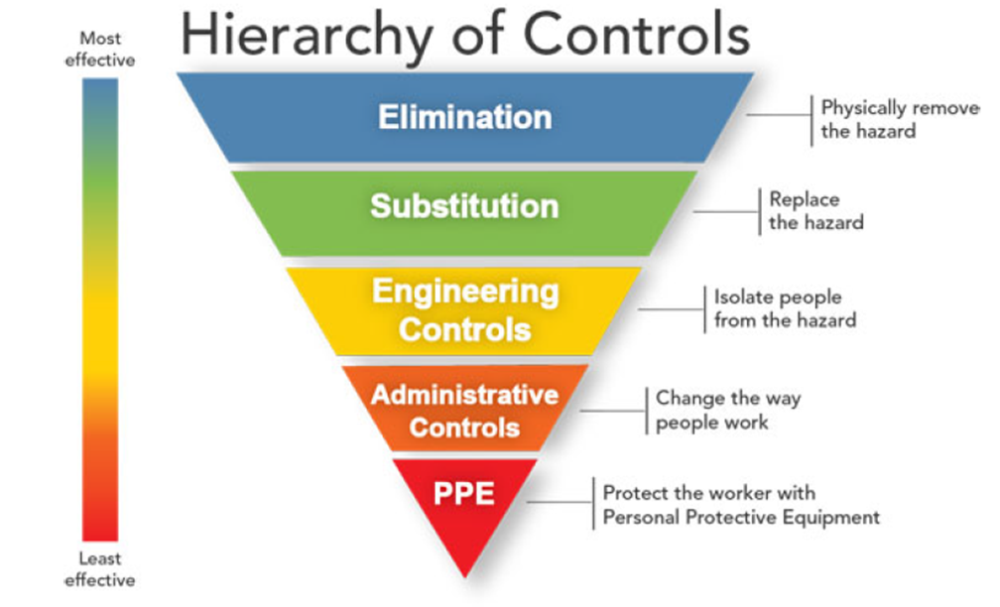 Hierarchy of Controls
Most
effective
Elimination
Physically remove
the hazard
Substitution
Replace
the hazard
Engineering
Controls
Isolate people
from the hazard
Administrative
Controls
Change the way
people work
PPE
Protect the worker with
Personal Protective Equipment
Least
effective